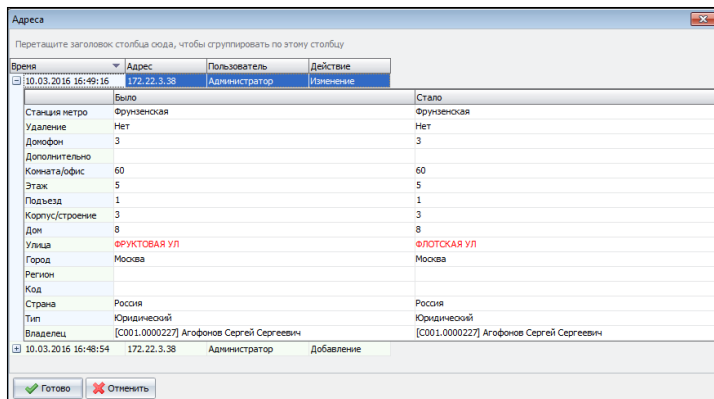 Адреса
Перетащите заголовок столбца сюда, чтобы сгруппировать по этому столбцу
Время Адрес Пользователь Действие
10.03.2016 16:49:16 172.22.3.38 Администратор Изменение
Было Стало
Станция метро Фрунзенская Фрунзенская
Удаление Нет Нет
Домофон 3 3
Дополнительно
Комната/офис 60 60
Этаж 5 5
Подъезд 1 1
Корпус/строение 3 3
Дом 8 8
Улица ФРУКТОВАЯ УЛ ФЛОТСКАЯ УЛ
Город Москва Москва
Регион
Код
Страна Россия Россия
Тип Юридический Юридический
Владелец [C001.0000227] Агофонов Сергей Сергеевич [C001.0000227] Агофонов Сергей Сергеевич
10.03.2016 16:48:54 172.22.3.38 Администратор Добавление
Готово Отменить